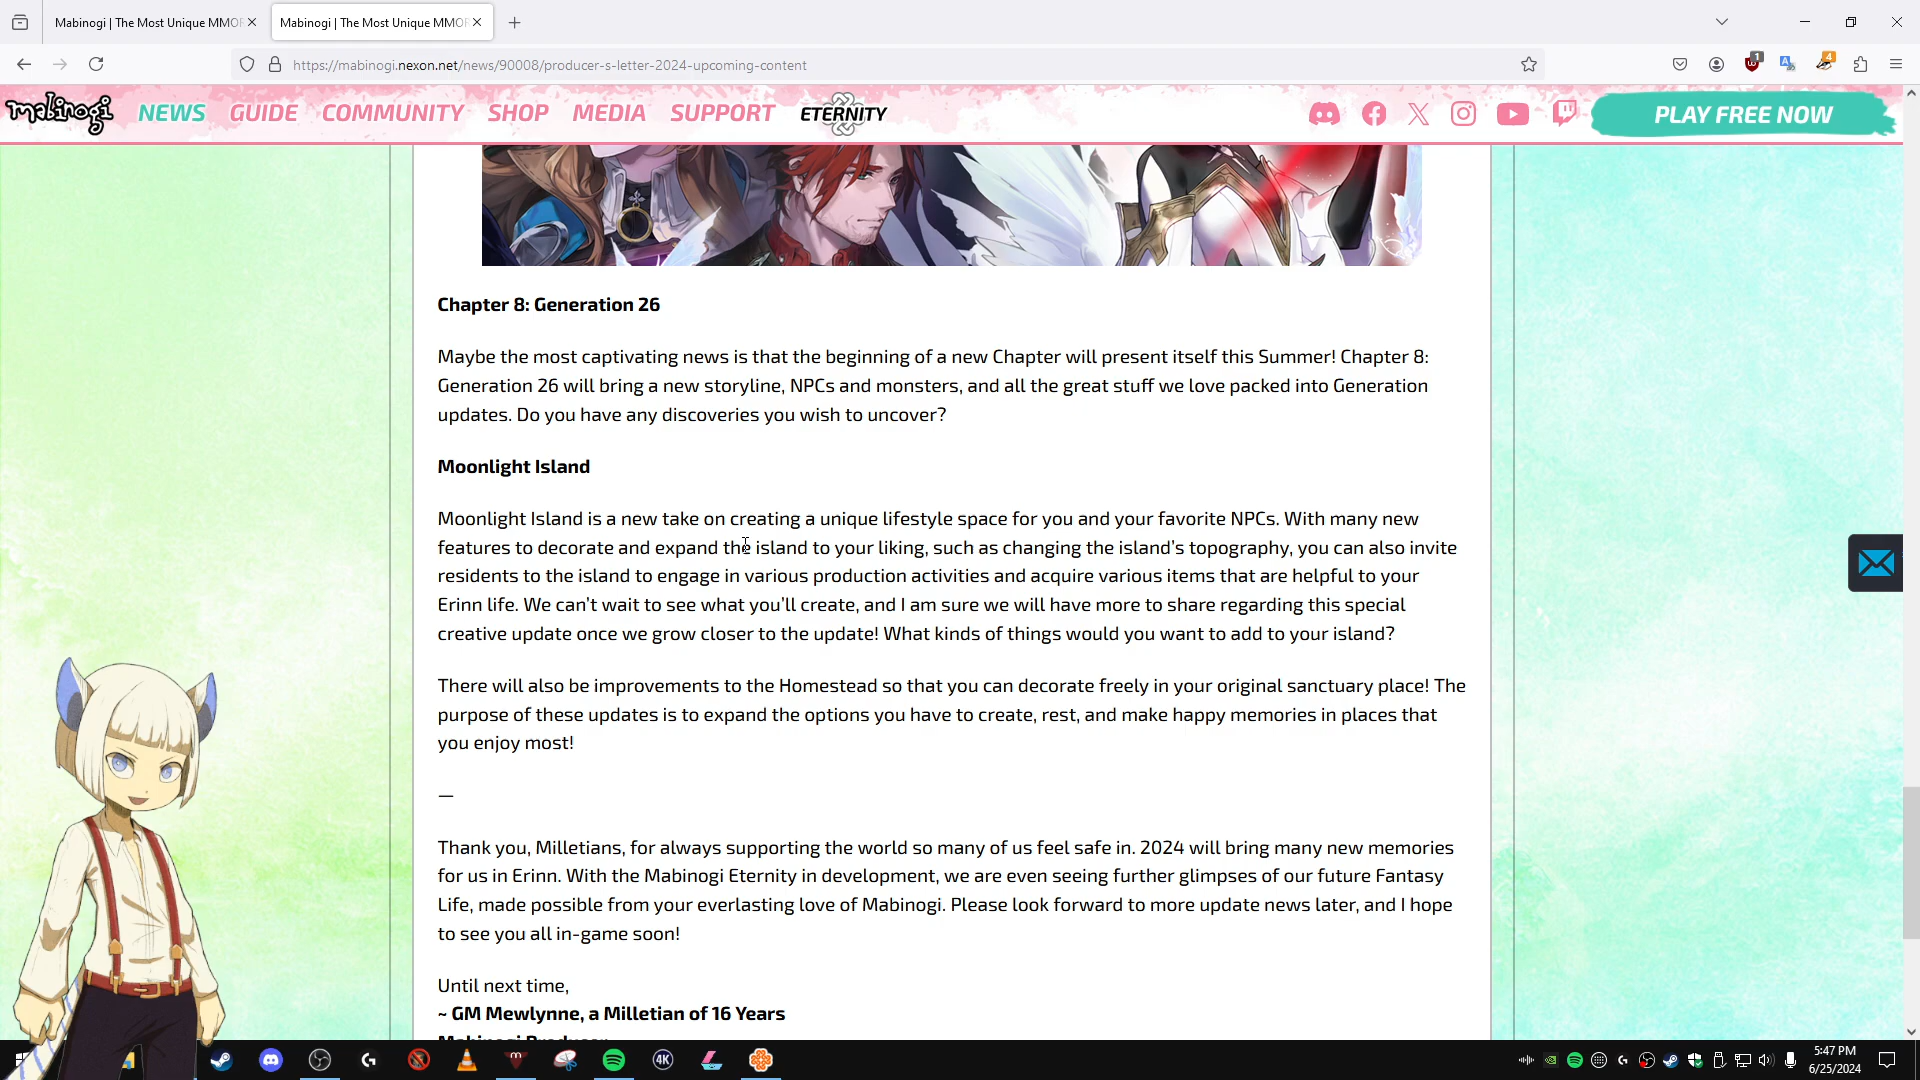 Mabinogi | The Most Unique MMOR
Mabinogi | The Most Unique MMOR
https://mabinogi.nexon.net/news/90008/producer-s-letter-2024-upcoming-content
1
4
mabinogi NEWS GUIDE COMMUNITY SHOP MEDIA SUPPORT ETERNITY PLAY FREE NOW
Chapter 8: Generation 26
Maybe the most captivating news is that the beginning of a new Chapter will present itself this Summer! Chapter 8:
Generation 26 will bring a new storyline, NPCs and monsters, and all the great stuff we love packed into Generation
updates. Do you have any discoveries you wish to uncover?
Moonlight Island
Moonlight Island is a new take on creating a unique lifestyle space for you and your favorite NPCs. With many new
features to decorate and expand the island to your liking, such as changing the island's topography, you can also invite
residents to the island to engage in various production activities and acquire various items that are helpful to your
Erinn life. We can't wait to see what you'll create, and I am sure we will have more to share regarding this special
creative update once we grow closer to the update! What kinds of things would you want to add to your island?
There will also be improvements to the Homestead so that you can decorate freely in your original sanctuary place! The
purpose of these updates is to expand the options you have to create, rest, and make happy memories in places that
you enjoy most!
—
Thank you, Milletians, for always supporting the world so many of us feel safe in. 2024 will bring many new memories
for us in Erinn. With the Mabinogi Eternity in development, we are even seeing further glimpses of our future Fantasy
Life, made possible from your everlasting love of Mabinogi. Please look forward to more update news later, and I hope
to see you all in-game soon!
Until next time,
~ GM Mewlynne, a Milletian of 16 Years
Mabinogi Producer
4K
5:47 PM
6/25/2024